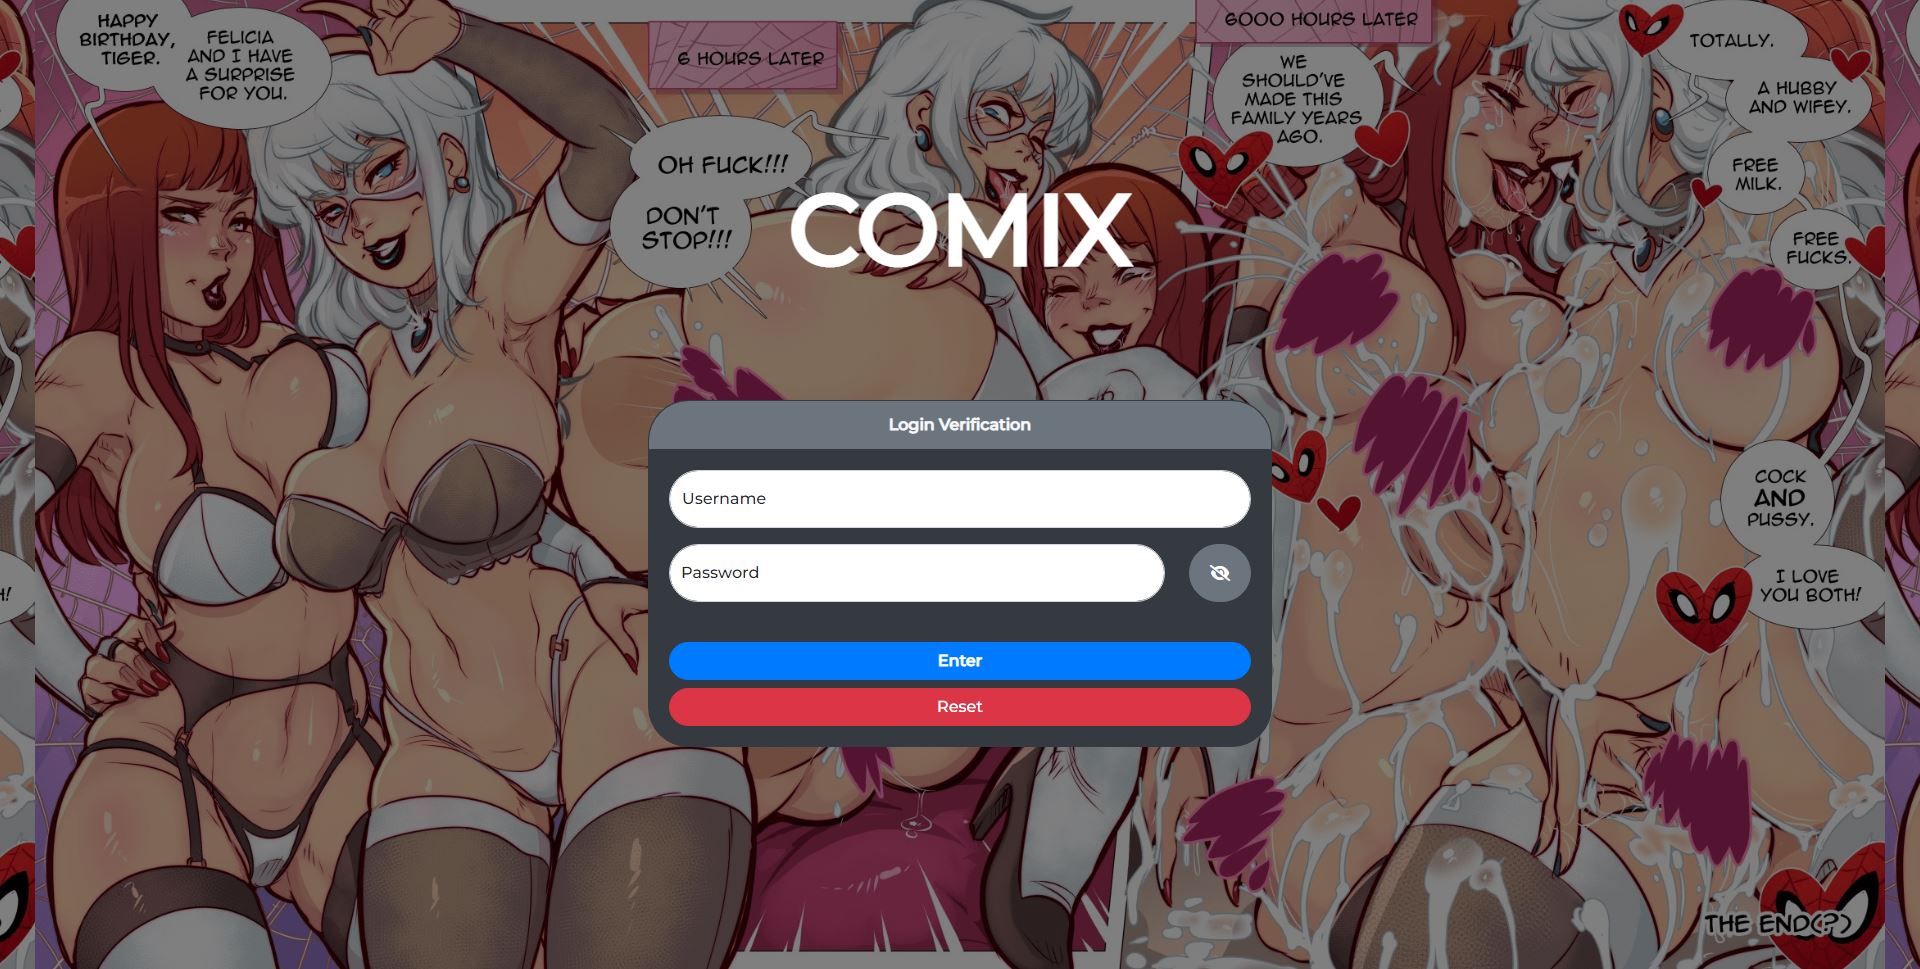 HAPPY
BIRTHDAY,
TIGER.
FELICIA
AND I HAVE
A SURPRISE
FOR YOU.
6 HOURS LATER
OH FUCK!!!
DON'T
STOP!!!
6000 HOURS LATER
WE
SHOULD'VE
MADE THIS
FAMILY YEARS
AGO.
TOTALLY.
A HUBBY
AND WIFEY.
FREE
MILK.
FREE
FUCKS.
COCK
AND
PUSSY.
I LOVE
YOU BOTH!
THE END(?)
COMIX
Login Verification
Username
Password
Enter
Reset